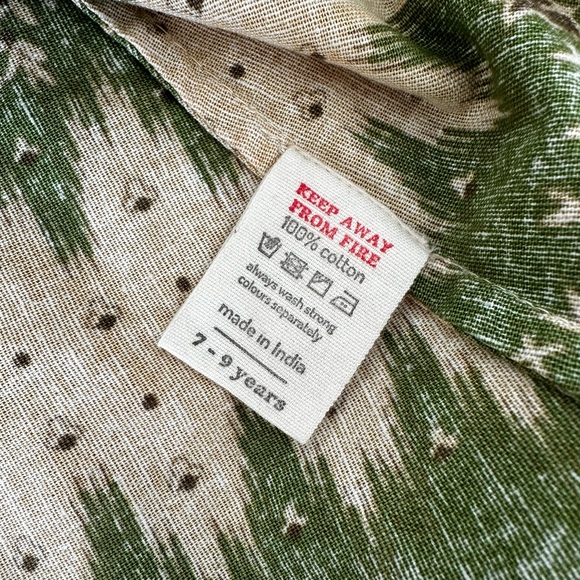 KEEP AWAY
FROM FIRE
100% cotton
always wash strong
colours separately
made in India
7 - 9 years